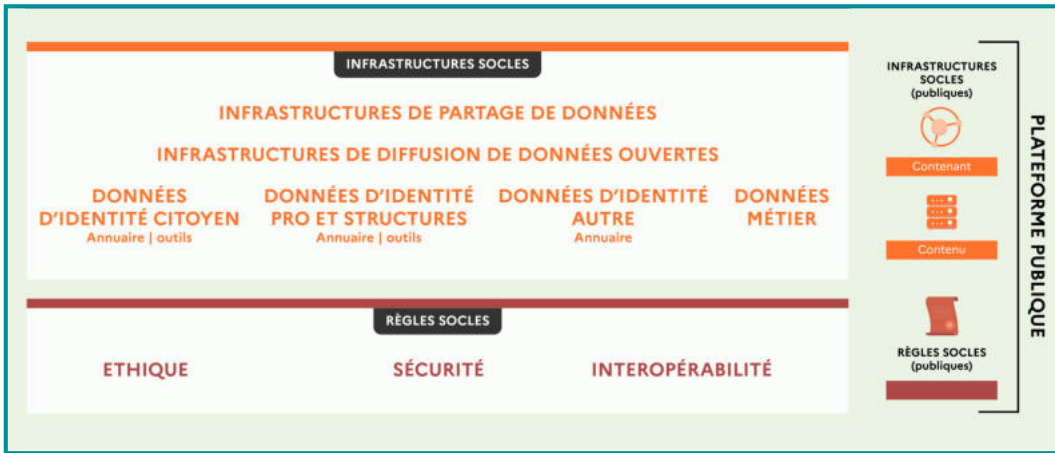 INFRASTRUCTURES SOCLES
INFRASTRUCTURES DE PARTAGE DE DONNÉES
INFRASTRUCTURES DE DIFFUSION DE DONNÉES OUVERTES
DONNÉES
D'IDENTITÉ CITOYEN
Annuaire | outils
DONNÉES D'IDENTITÉ
PRO ET STRUCTURES
Annuaire | outils
DONNÉES D'IDENTITÉ
AUTRE
Annuaire
DONNÉES
MÉTIER
RÈGLES SOCLES
ETHIQUE
SÉCURITÉ
INTEROPÉRABILITÉ
INFRASTRUCTURES
SOCLES
(publiques)
Contenant
Contenu
RÈGLES SOCLES
(publiques)
PLATEFORME PUBLIQUE